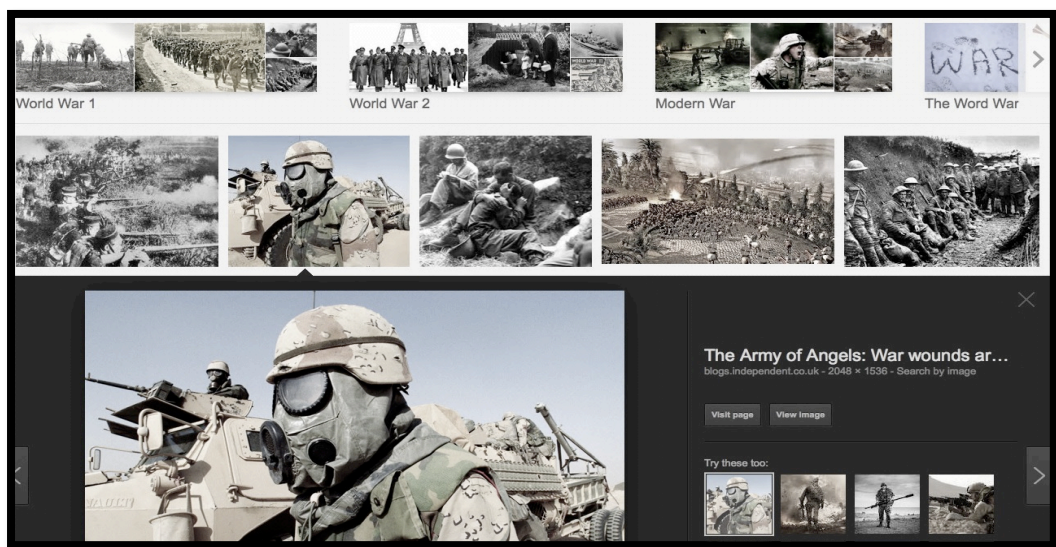 World War 1
World War 2
Modern War
The Word War
WAR
The Army of Angels: War wounds ar…
blogs.independent.co.uk - 2048 × 1536 - Search by image
Visit page
View image
Try these too: